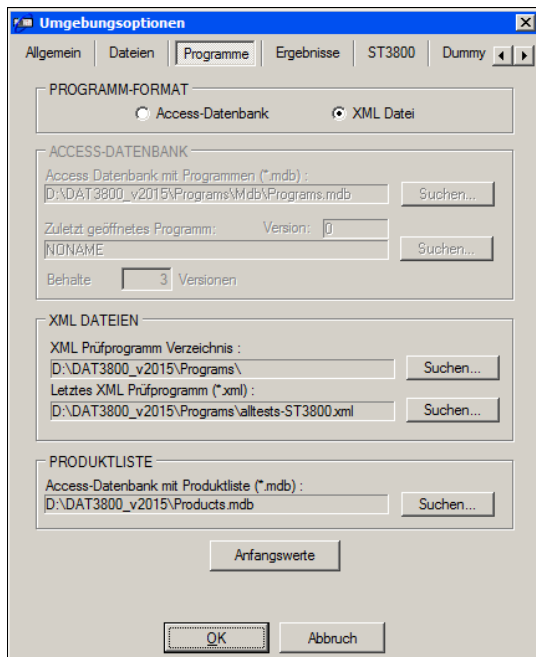 Umgebungsoptionen
Allgemein Dateien Programme Ergebnisse ST3800 Dummy
PROGRAMM-FORMAT
Access-Datenbank XML Datei
ACCESS-DATENBANK
Access Datenbank mit Programmen (*.mdb) :
D:\DAT3800_v2015\Programs\Mdb\Programs.mdb Suchen...
Zuletzt geöffnetes Programm: Version: 0
NONAME Suchen...
Behalte 3 Versionen
XML DATEIEN
XML Prüfprogramm Verzeichnis :
D:\DAT3800_v2015\Programs\ Suchen...
Letztes XML Prüfprogramm (*.xml) :
D:\DAT3800_v2015\Programs\alltests-ST3800.xml Suchen...
PRODUKTLISTE
Access-Datenbank mit Produktliste (*.mdb) :
D:\DAT3800_v2015\Products.mdb Suchen...
Anfangswerte
OK Abbruch